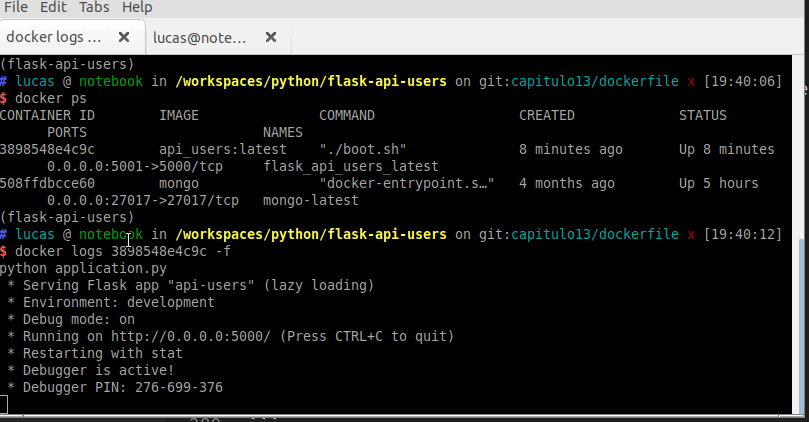 File Edit Tabs Help
docker logs ... × lucas@note... ×
(flask-api-users)
# lucas @ notebook in /workspaces/python/flask-api-users on git:capitulo13/dockerfile x [19:40:06]
$ docker ps
CONTAINER ID        IMAGE               COMMAND                  CREATED             STATUS
      PORTS                      NAMES
3898548e4c9c        api_users:latest    "./boot.sh"              8 minutes ago       Up 8 minutes
      0.0.0.0:5001->5000/tcp     flask_api_users_latest
508ffdbcce60        mongo               "docker-entrypoint.s…"   4 months ago        Up 5 hours
      0.0.0.0:27017->27017/tcp   mongo-latest
(flask-api-users)
# lucas @ notebook in /workspaces/python/flask-api-users on git:capitulo13/dockerfile x [19:40:12]
$ docker logs 3898548e4c9c -f
python application.py
 * Serving Flask app "api-users" (lazy loading)
 * Environment: development
 * Debug mode: on
 * Running on http://0.0.0.0:5000/ (Press CTRL+C to quit)
 * Restarting with stat
 * Debugger is active!
 * Debugger PIN: 276-699-376